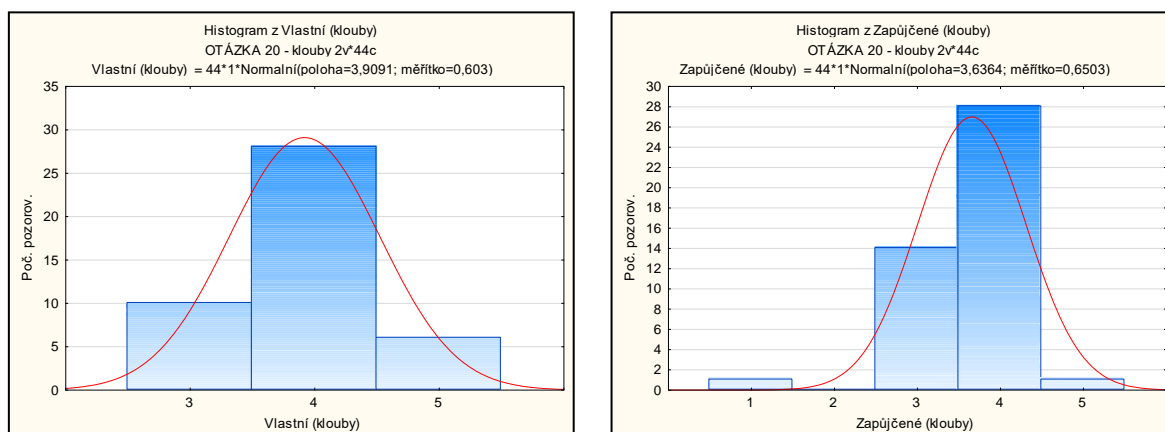 Histogram z Vlastní (klouby)
OTÁZKA 20 - klouby 2v*44c
Vlastní (klouby) = 44*1*Normalní(poloha=3,9091; měřítko=0,603)
35
30
25
20
15
10
5
0
Poč. pozorov.
3 4 5
Vlastní (klouby)
Histogram z Zapůjčené (klouby)
OTÁZKA 20 - klouby 2v*44c
Zapůjčené (klouby) = 44*1*Normalní(poloha=3,6364; měřítko=0,6503)
30
28
26
24
22
20
18
16
14
12
10
8
6
4
2
0
Poč. pozorov.
1 2 3 4 5
Zapůjčené (klouby)